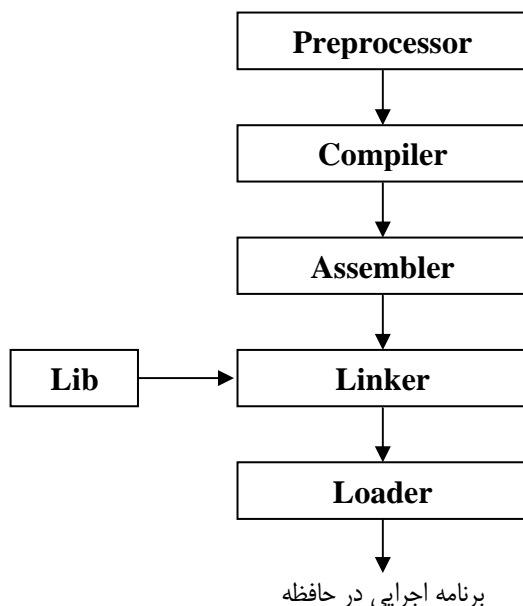 Preprocessor
Compiler
Assembler
Lib
Linker
Loader
برنامه اجرایی در حافظه